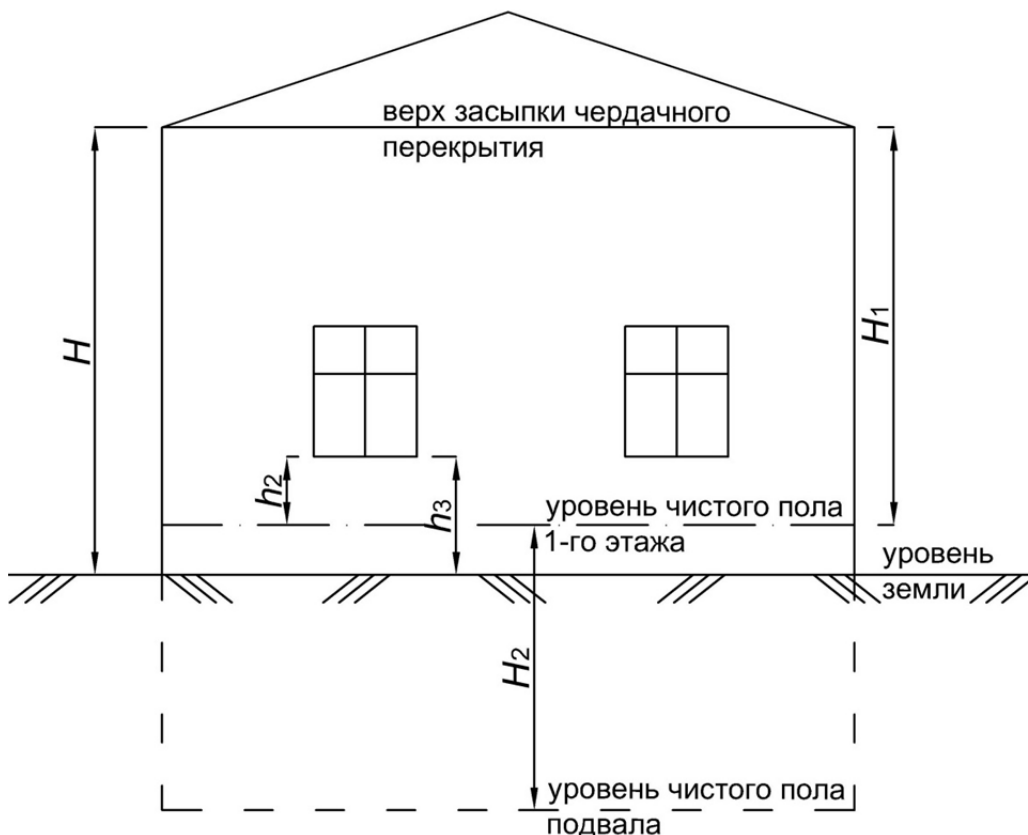 верх засыпки чердачного
перекрытия
H
H1
h2
h3
уровень чистого пола
1-го этажа
уровень
земли
H2
уровень чистого пола
подвала